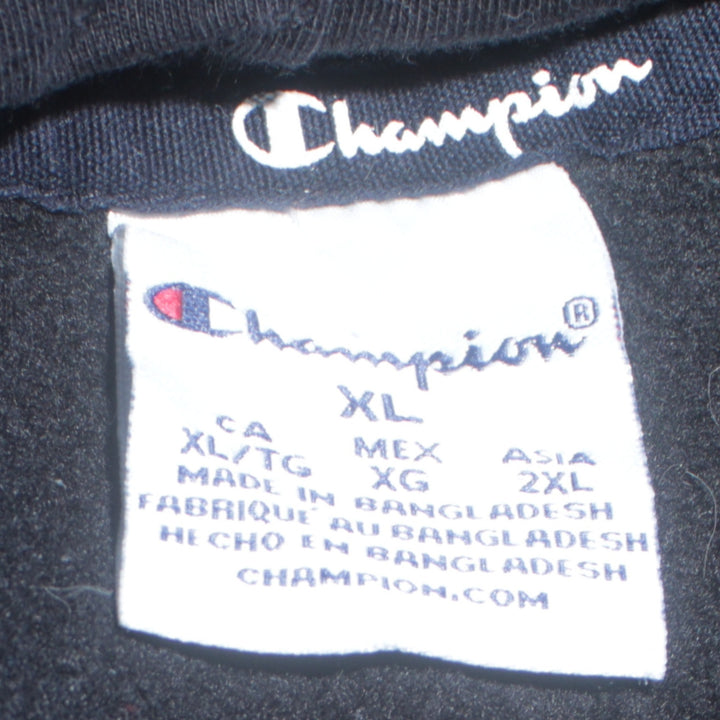 Champion
Champion®
XL
CA
XL/TG MEX XG ASIA 2XL
MADE IN BANGLADESH
FABRIQUÉ AU BANGLADESH
HECHO EN BANGLADESH
CHAMPION.COM